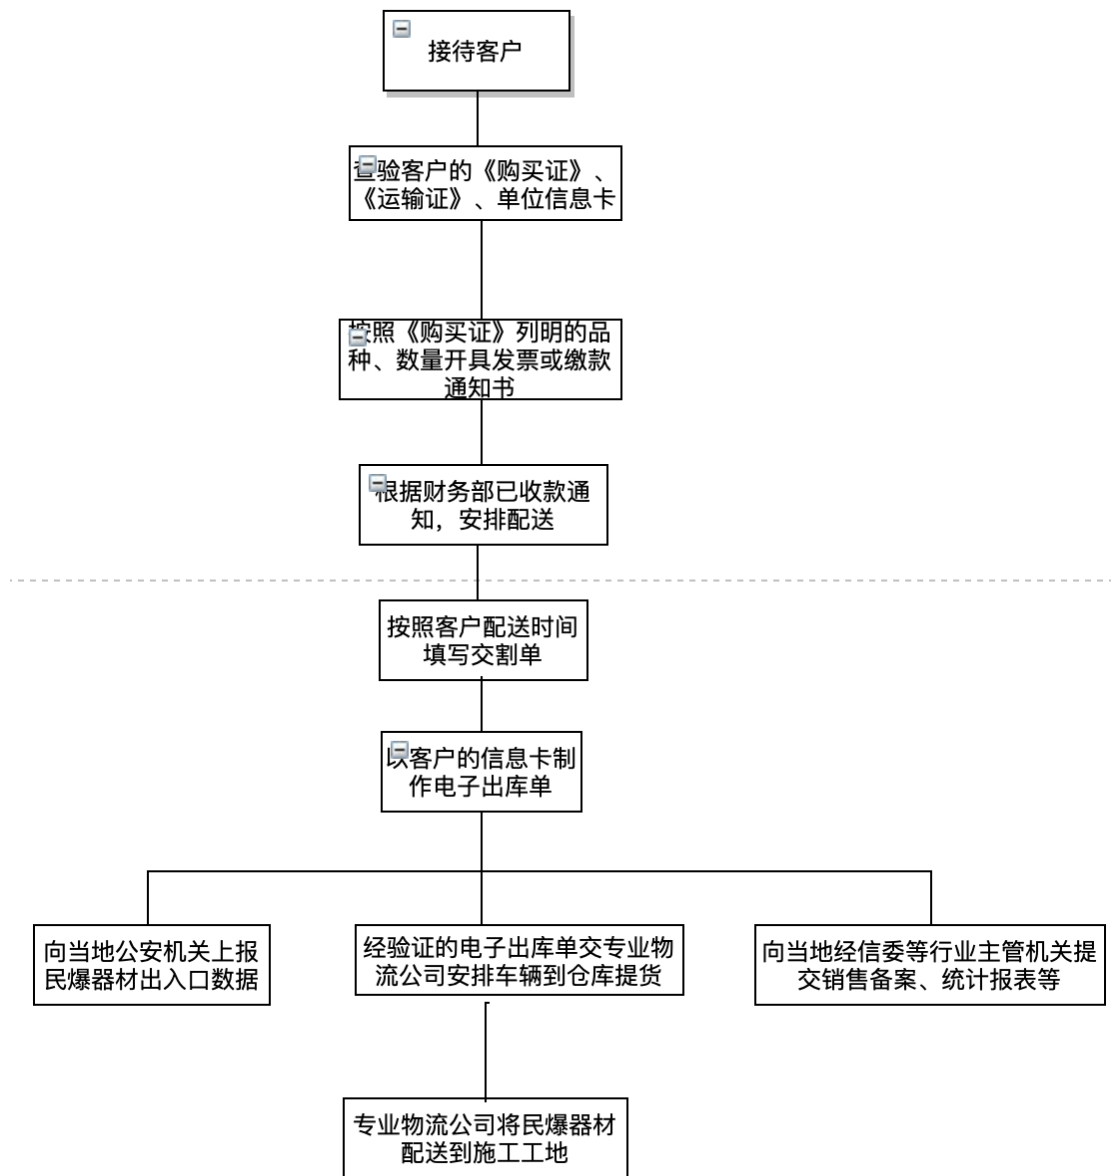 接待客户
查验客户的《购买证》、
《运输证》、单位信息卡
按照《购买证》列明的品
种、数量开具发票或缴款
通知书
根据财务部已收款通
知，安排配送
按照客户配送时间
填写交割单
以客户的信息卡制
作电子出库单
向当地公安机关上报
民爆器材出入口数据
经验证的电子出库单交专业物
流公司安排车辆到仓库提货
向当地经信委等行业主管机关提
交销售备案、统计报表等
专业物流公司将民爆器材
配送到施工工地